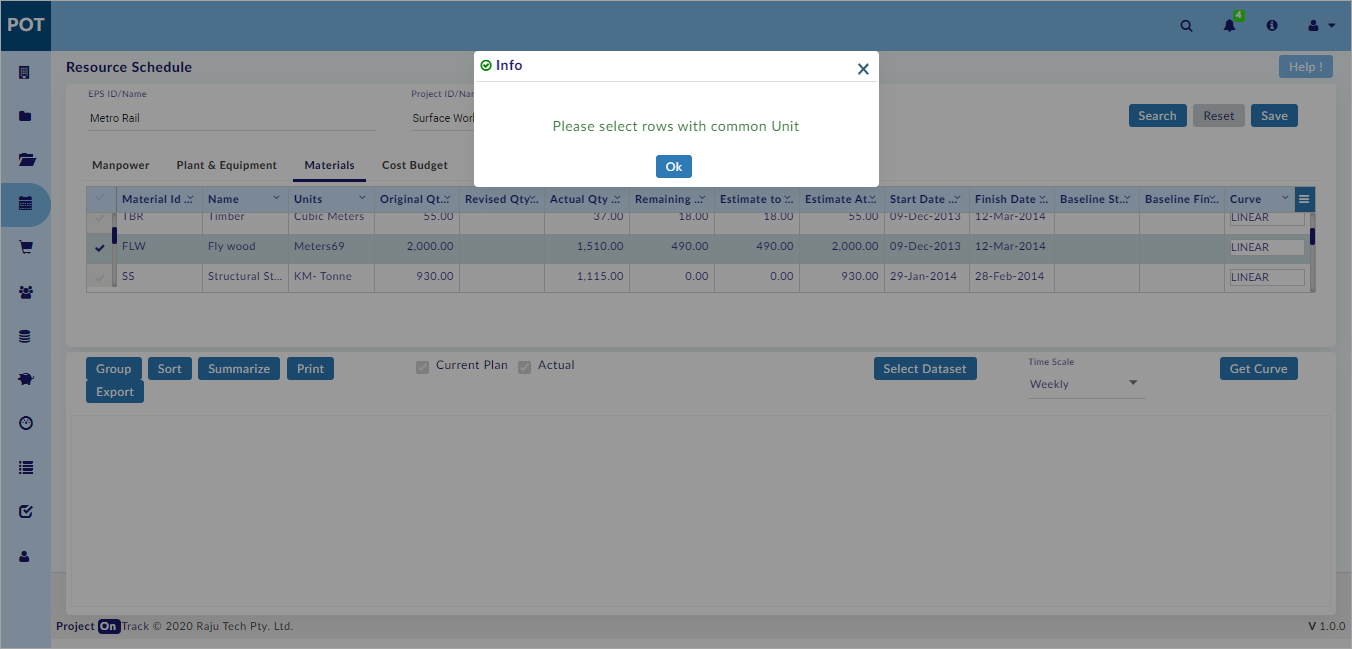 POT
4
Resource Schedule
Help !
Info
Please select rows with common Unit
Ok
EPS ID/Name
Project ID/Nar
Metro Rail
Surface Worl
Search Reset Save
Manpower Plant & Equipment Materials Cost Budget
Material Id .. Name Units Original Qt.. Revised Qty.. Actual Qty .. Remaining .. Estimate to .. Estimate At.. Start Date .. Finish Date .. Baseline St.. Baseline Fin.. Curve
TBR Timber Cubic Meters 55.00 37.00 18.00 18.00 55.00 09-Dec-2013 12-Mar-2014 LINEAR
FLW Fly wood Meters69 2,000.00 1,510.00 490.00 490.00 2,000.00 09-Dec-2013 12-Mar-2014 LINEAR
SS Structural St... KM- Tonne 930.00 1,115.00 0.00 0.00 930.00 29-Jan-2014 28-Feb-2014 LINEAR
Group Sort Summarize Print
Export
Current Plan Actual
Select Dataset
Time Scale
Weekly
Get Curve
Project On Track © 2020 Raju Tech Pty. Ltd.
V 1.0.0